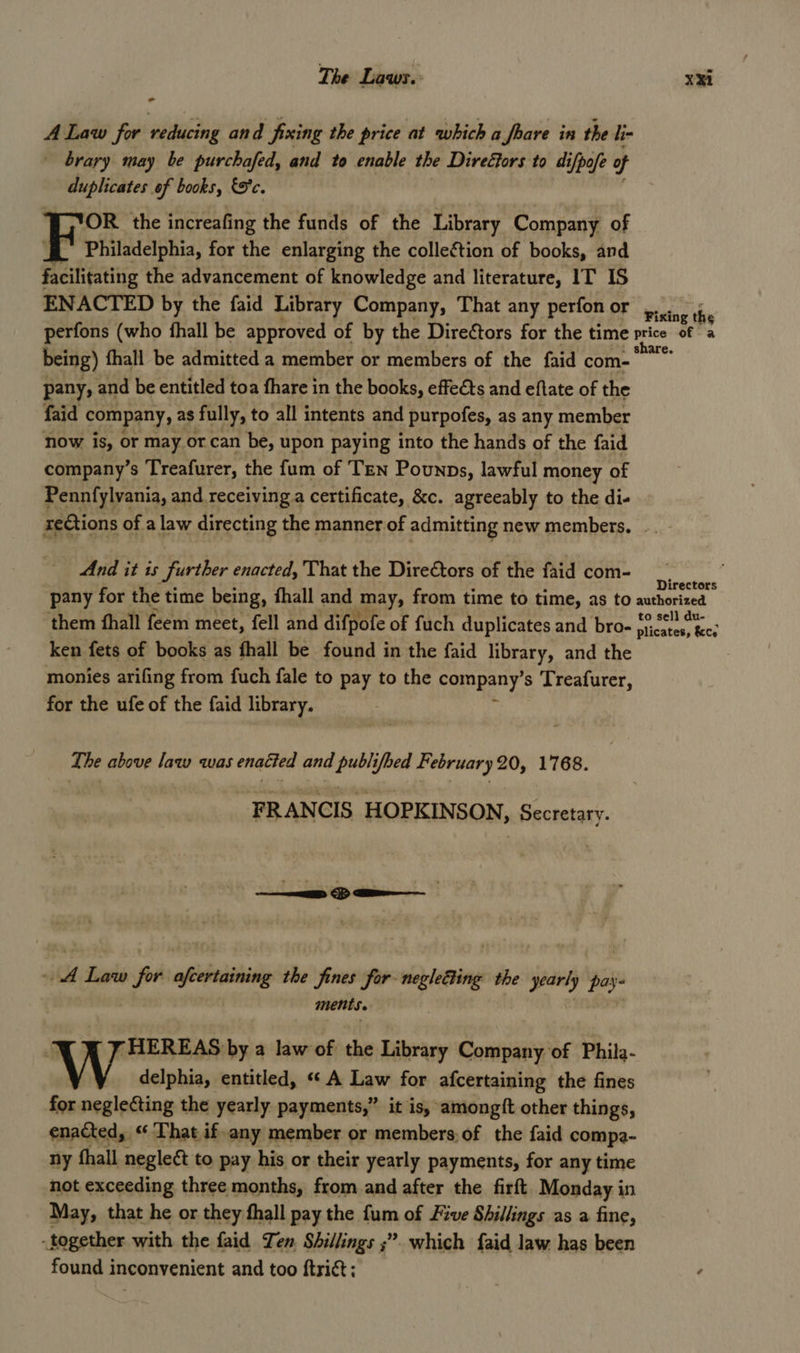 The Laws. xxi
A Law for reducing and fixing the price at which a ſhare in the li-
brary may be purchaſed, and to enable the Directors to diſpoſe of
duplicates of books, &c.
FOR the increaſing the funds of the Library Company of
Philadelphia, for the enlarging the collection of books, and
facilitating the advancement of knowledge and literature, IT IS
ENACTED by the ſaid Library Company, That any perſon or
Fixing the
perſons (who ſhall be approved of by the Directors for the time
price of a
being) ſhall be admitted a member or members of the ſaid com-
share.
pany, and be entitled to a ſhare in the books, effects and eſtate of the
ſaid company, as fully, to all intents and purpoſes, as any member
now is, or may or can be, upon paying into the hands of the ſaid
company's Treaſurer, the ſum of TEN POUNDS, lawful money of
Pennſylvania, and receiving a certificate, &c. agreeably to the di-
rections of a law directing the manner of admitting new members.
And it is further enacted, That the Directors of the ſaid com-
Directors
pany for the time being, ſhall and may, from time to time, as to
authorized
them ſhall ſeem meet, ſell and diſpoſe of ſuch duplicates and bro-
to sell du-
plicates, &c.
ken ſets of books as ſhall be found in the ſaid library, and the
monies ariſing from ſuch ſale to pay to the company's Treaſurer,
for the uſe of the ſaid library.
The above law was enacted and publiſhed February 20, 1768.
FRANCIS HOPKINSON, Secretary.
A Law for aſcertaining the fines for neglecting the yearly pay-
ments.
WHEREAS by a law of the Library Company of Phila-
delphia, entitled, “ A Law for aſcertaining the fines
for neglecting the yearly payments,” it is, amongſt other things,
enacted, “ That if any member or members of the ſaid compa-
ny ſhall neglect to pay his or their yearly payments, for any time
not exceeding three months, from and after the firſt Monday in
May, that he or they ſhall pay the ſum of Five Shillings as a fine,
together with the ſaid Ten Shillings ;” which ſaid law has been
found inconvenient and too ſtrict ;